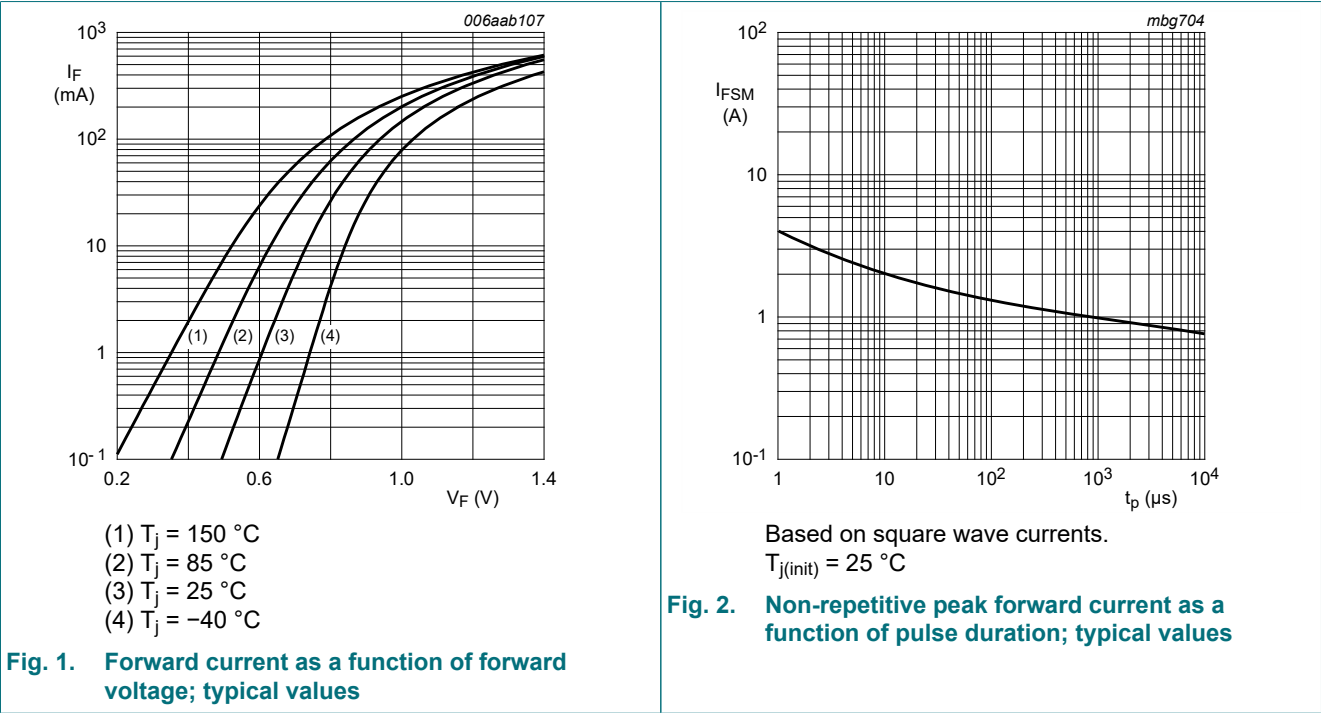 006aab107
10³
I_F
(mA)
10²
10
1
10⁻¹
(1)
(2)
(3)
(4)
0.2
0.6
1.0
1.4
V_F (V)
(1) T_j = 150 °C
(2) T_j = 85 °C
(3) T_j = 25 °C
(4) T_j = −40 °C
Fig. 1. Forward current as a function of forward
voltage; typical values
mbg704
10²
I_FSM
(A)
10
1
10⁻¹
1
10
10²
10³
10⁴
t_p (μs)
Based on square wave currents.
T_j(init) = 25 °C
Fig. 2. Non-repetitive peak forward current as a
function of pulse duration; typical values